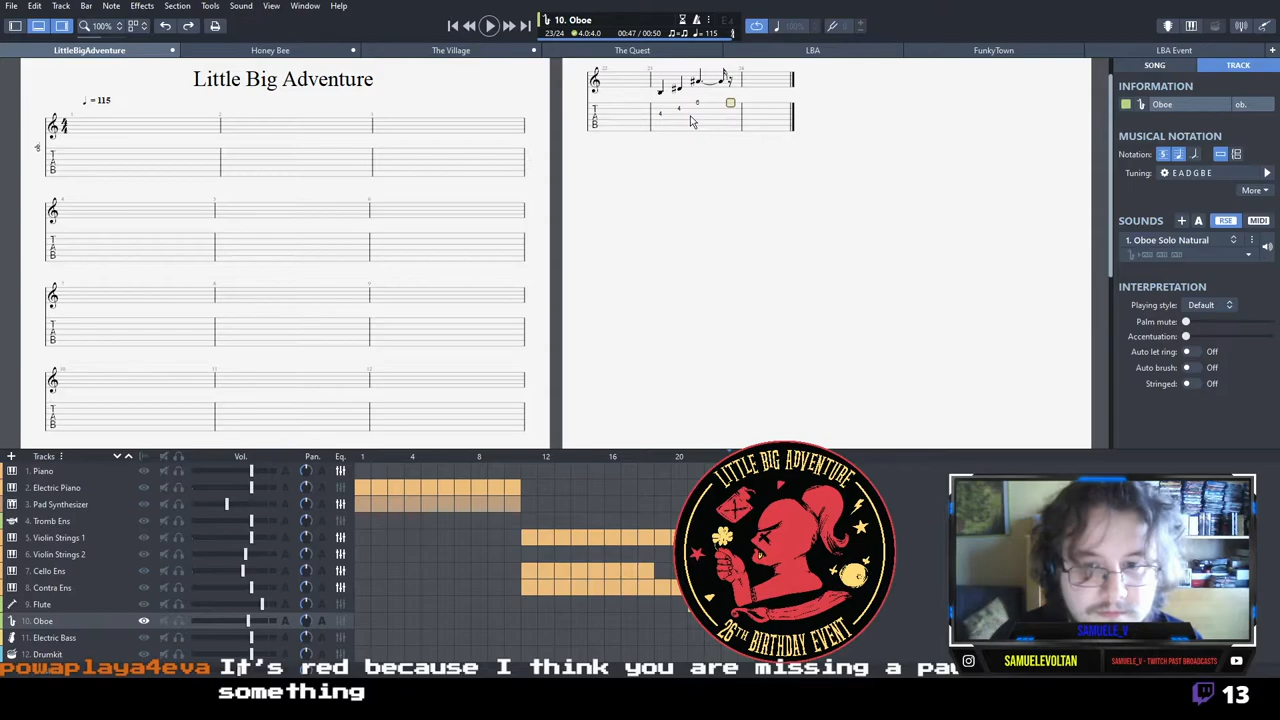 File Edit Note Effects Section Tools Sound View Window Help
Track Bar
100%
10. Oboe
23/24 4.0:4.0 00:47 / 00:50 = 115
LittleBigAdventure Honey Bee The Village The Quest LBA FunkyTown LBA Event
Little Big Adventure
= 115
ob.
SONG TRACK
INFORMATION
Oboe ob.
MUSICAL NOTATION
Notation:
Tuning: E A D G B E
More
SOUNDS + A RSE MIDI
1. Oboe Solo Natural
INTERPRETATION
Playing style: Default
Palm mute:
Accentuation:
Auto let ring: Off
Auto brush: Off
Stringed: Off
Tracks Vol. Pan. Eq. 1 4 8 12 16 20
1. Piano
2. Electric Piano
3. Pad Synthesizer
4. Tromb Ens
5. Violin Strings 1
6. Violin Strings 2
7. Cello Ens
8. Contra Ens
9. Flute
10. Oboe
11. Electric Bass
12. Drumkit
LITTLE BIG ADVENTURE
26TH BIRTHDAY EVENT
SAMUELE_V
SAMUELEVOLTAN SAMUELE_V - TWITCH PAST BROADCASTS
powaplaya4eva It's red because I think you are missing a
something
13